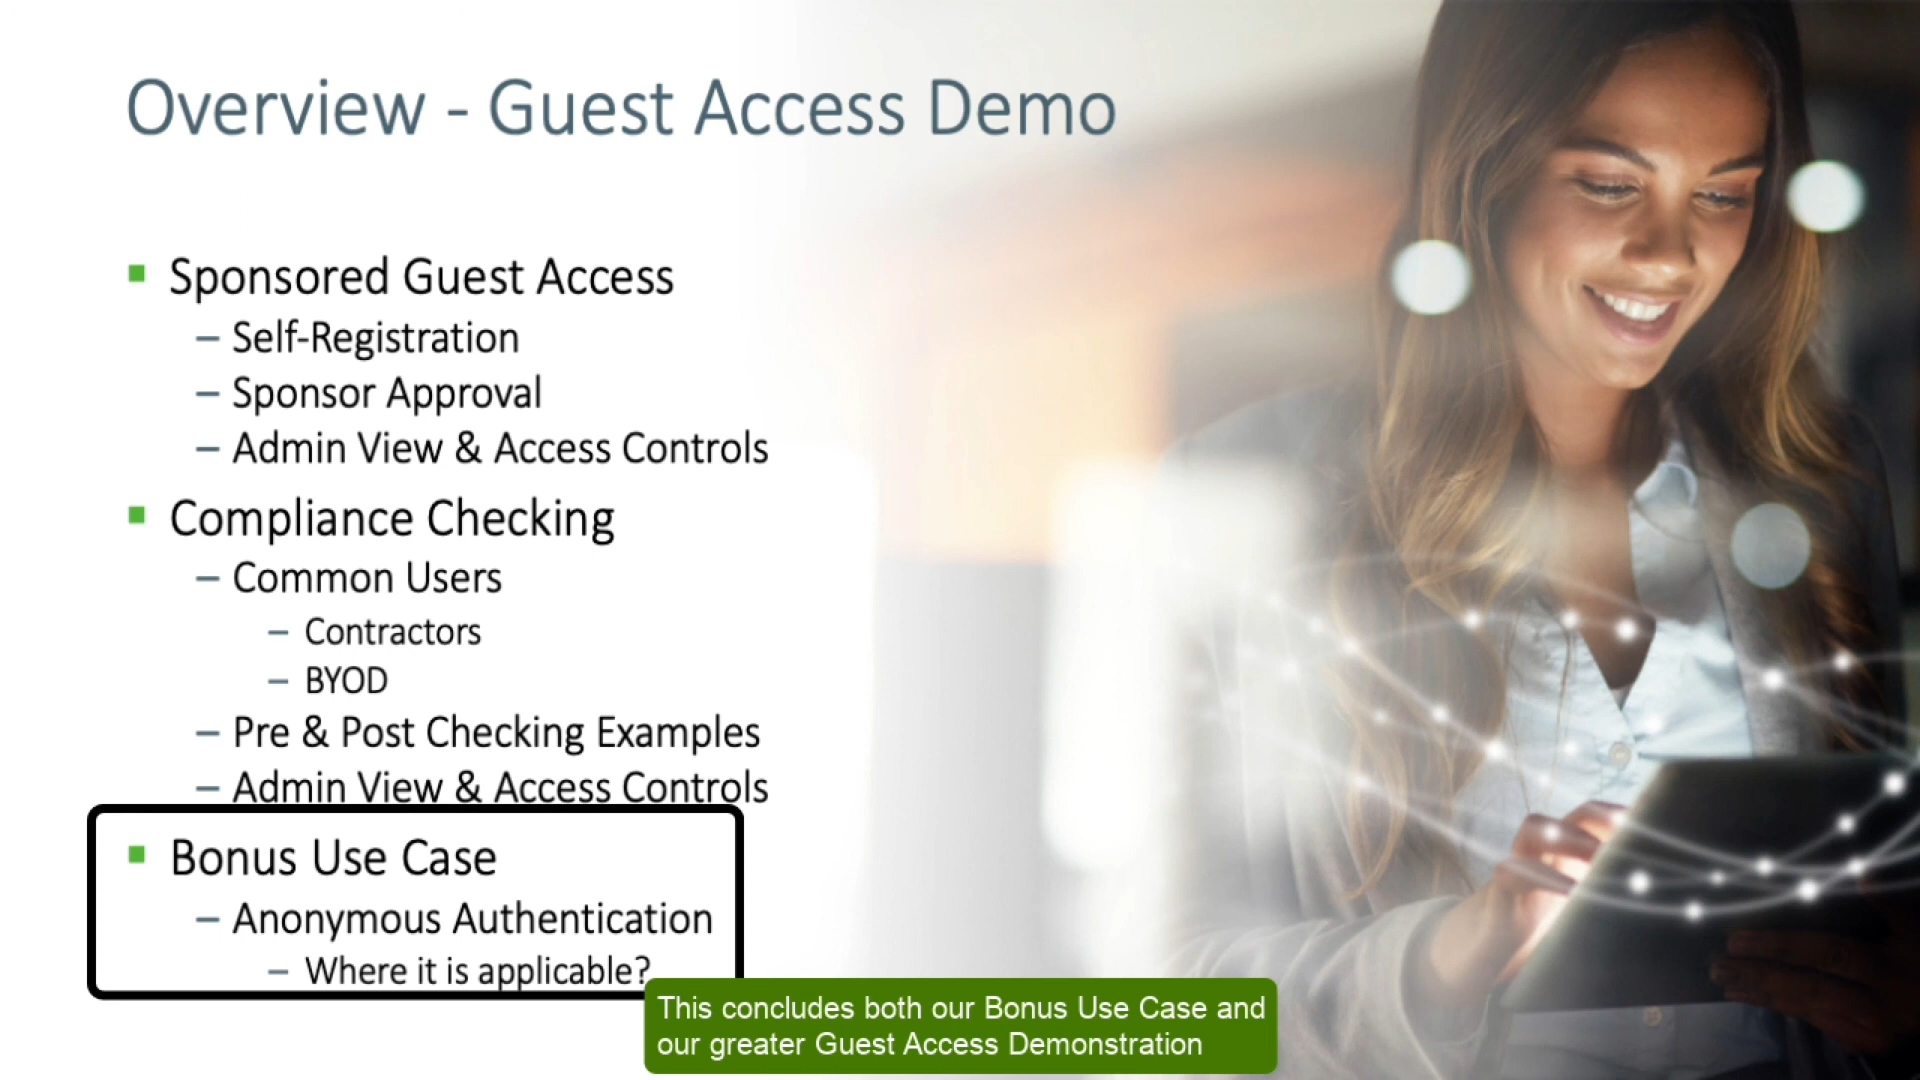 Overview - Guest Access Demo
Sponsored Guest Access
– Self-Registration
– Sponsor Approval
– Admin View & Access Controls
Compliance Checking
– Common Users
– Contractors
– BYOD
– Pre & Post Checking Examples
– Admin View & Access Controls
Bonus Use Case
– Anonymous Authentication
– Where it is applicable?
This concludes both our Bonus Use Case and
our greater Guest Access Demonstration